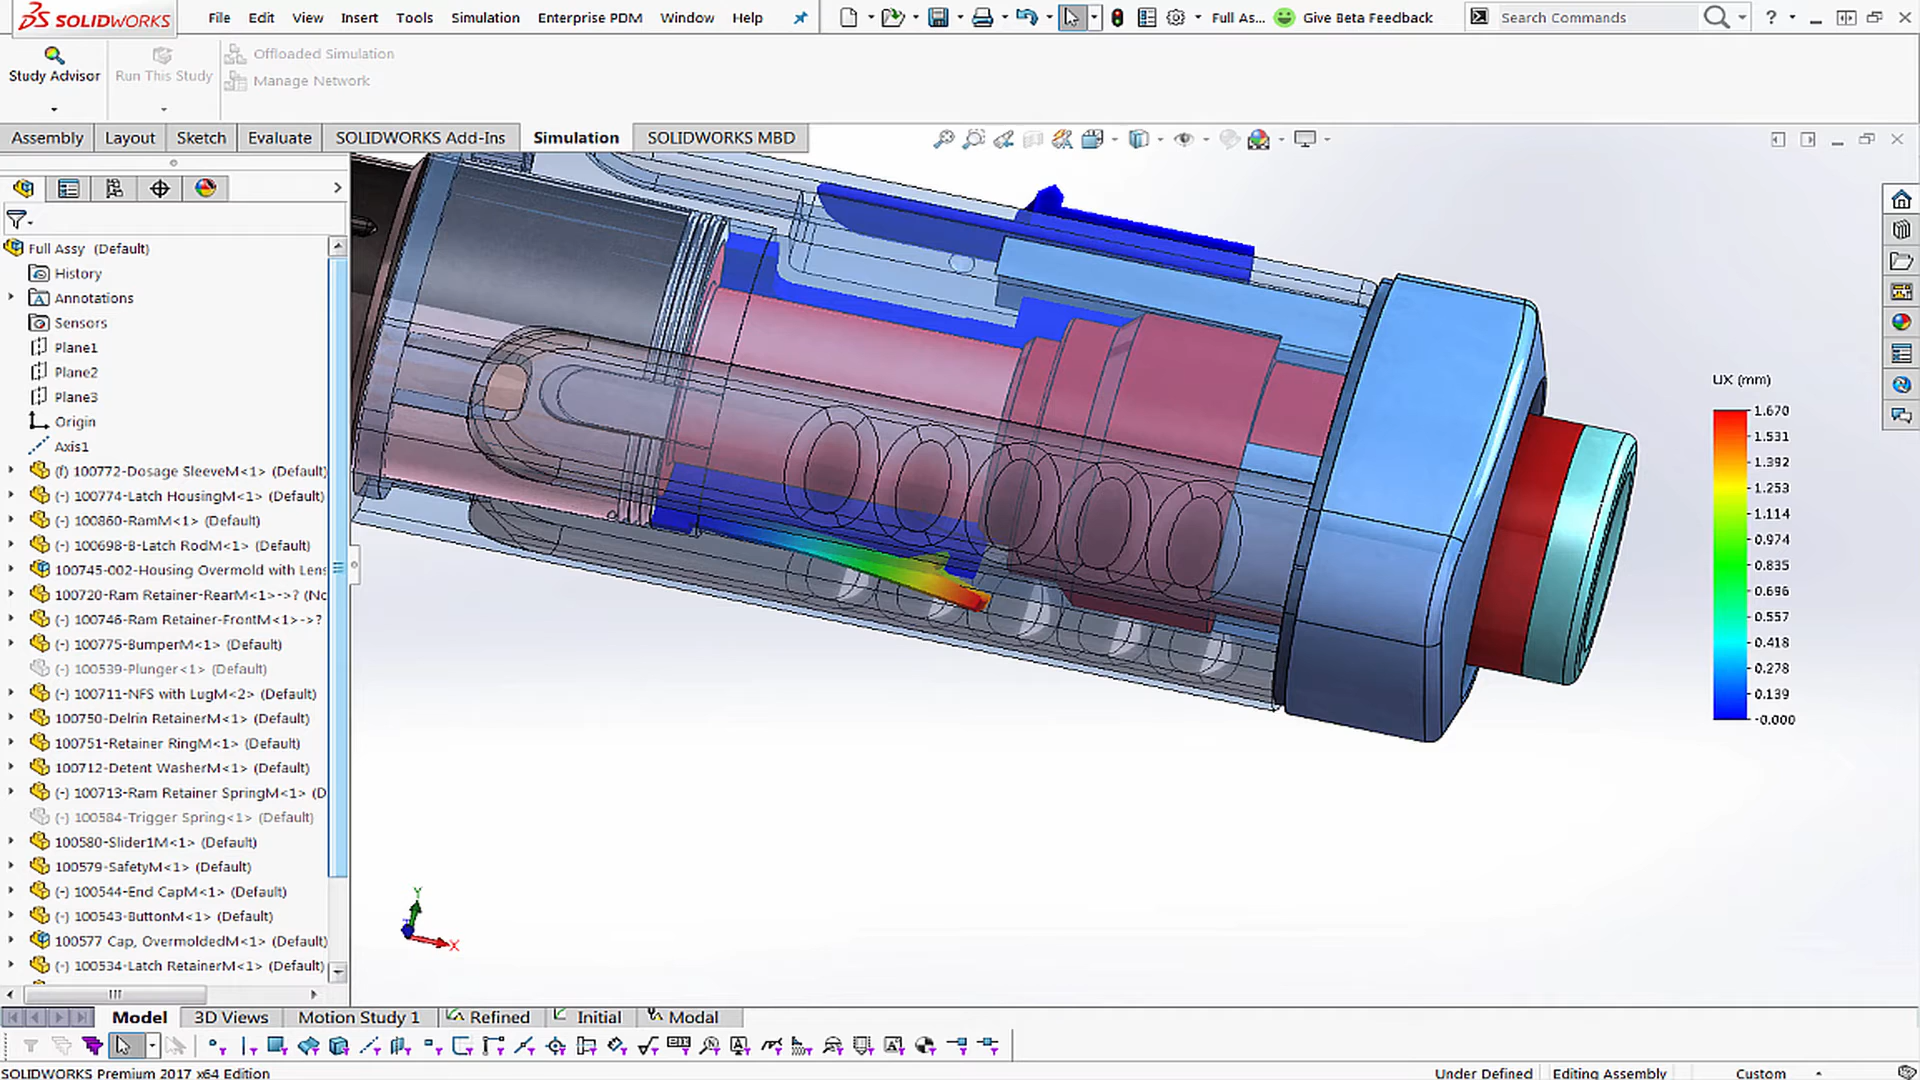 SOLIDWORKS File Edit View Insert Tools Simulation Enterprise PDM Window Help Full As... Give Beta Feedback Search Commands
Study Advisor
Run This Study
Offloaded Simulation
Manage Network
Assembly Layout Sketch Evaluate SOLIDWORKS Add-Ins Simulation SOLIDWORKS MBD
Full Assy (Default)
History
Annotations
Sensors
Plane1
Plane2
Plane3
Origin
Axis1
(f) 100772-Dosage SleeveM<1> (Default)
(-) 100774-Latch HousingM<1> (Default)
(-) 100860-RamM<1> (Default)
(-) 100698-B-Latch RodM<1> (Default)
100745-002-Housing Overmold with Lens
100720-Ram Retainer-RearM<1>->? (Nc
100746-Ram Retainer-FrontM<1>->?
(-) 100775-BumperM<1> (Default)
(-) 100539-Plunger<1> (Default)
(-) 100711-NFS with LugM<2> (Default)
100750-Delrin RetainerM<1> (Default)
100751-Retainer RingM<1> (Default)
100712-Detent WasherM<1> (Default)
(-) 100713-Ram Retainer SpringM<1> (D
(-) 100584-Trigger Spring<1> (Default)
100580-Slider1M<1> (Default)
100579-SafetyM<1> (Default)
(-) 100544-End CapM<1> (Default)
(-) 100543-ButtonM<1> (Default)
100577 Cap, OvermoldedM<1> (Default)
(-) 100534-Latch RetainerM<1> (Default)
UX (mm)
1.670
1.531
1.392
1.253
1.114
0.974
0.835
0.696
0.557
0.418
0.278
0.139
-0.000
Y
X
Model 3D Views Motion Study 1 Refined Initial Modal
SOLIDWORKS Premium 2017 x64 Edition Under Defined Editing Assembly Custom